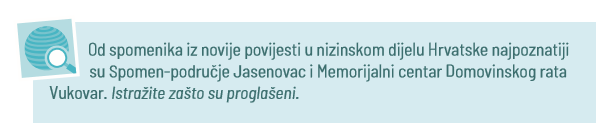 Od spomenika iz novije povijesti u nizinskom dijelu Hrvatske najpoznatiji
su Spomen-područje Jasenovac i Memorijalni centar Domovinskog rata
Vukovar. Istražite zašto su proglašeni.